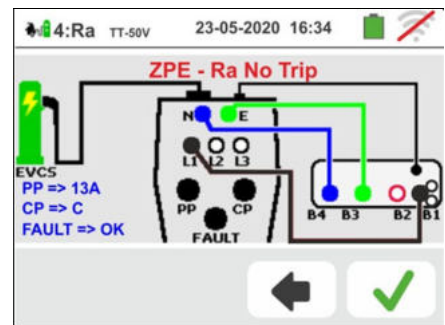 4:Ra TT-50V 23-05-2020 16:34
ZPE - Ra No Trip
N E
L1 L2 L3
EVCS
PP => 13A
CP => C
FAULT => OK
PP CP
FAULT
B4 B3 B2 B1